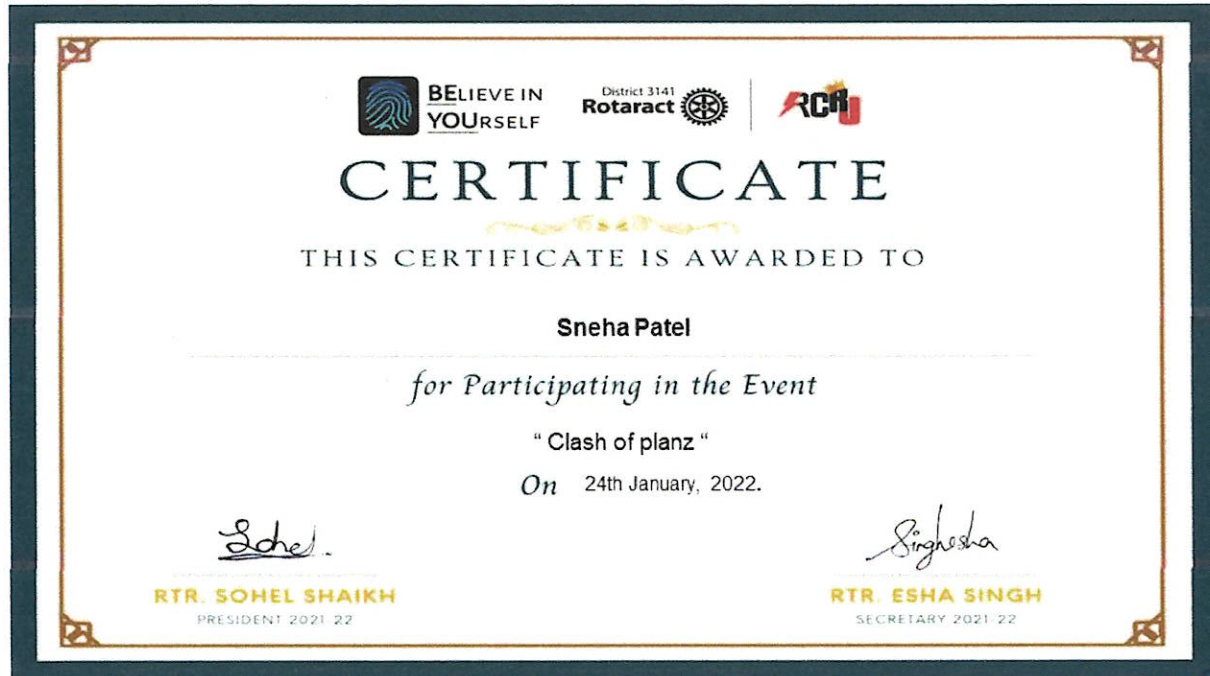 BELIEVE IN
YOURSELF
District 3141
Rotaract
RCRU
CERTIFICATE
THIS CERTIFICATE IS AWARDED TO
Sneha Patel
for Participating in the Event
“ Clash of planz “
On 24th January, 2022.
Sohel.
Singhesha
RTR. SOHEL SHAIKH
PRESIDENT 2021-22
RTR. ESHA SINGH
SECRETARY 2021-22